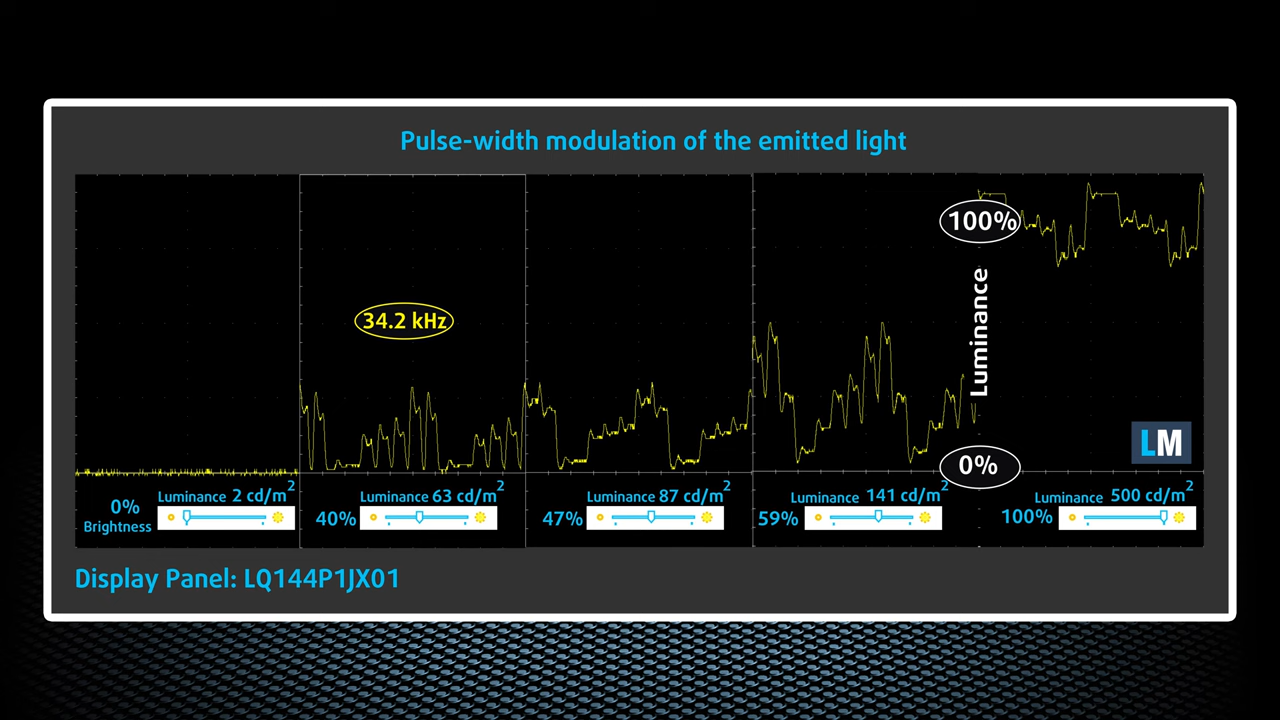 Pulse-width modulation of the emitted light
34.2 kHz
100%
Luminance
0%
LM
0%
Brightness
Luminance 2 cd/m²
40%
Luminance 63 cd/m²
47%
Luminance 87 cd/m²
59%
Luminance 141 cd/m²
100%
Luminance 500 cd/m²
Display Panel: LQ144P1JX01